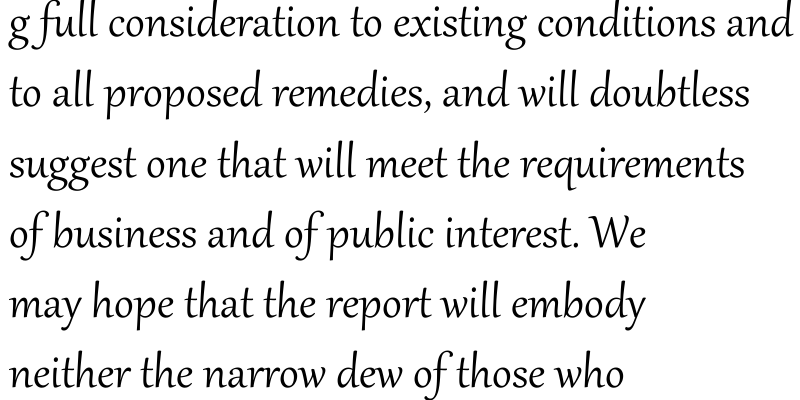 g full consideration to existing conditions and
to all proposed remedies, and will doubtless
suggest one that will meet the requirements
of business and of public interest. We
may hope that the report will embody
neither the narrow dew of those who